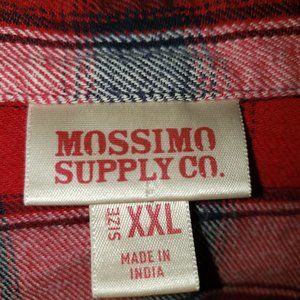 MOSSIMO
SUPPLY CO.
SIZE XXL
MADE IN
INDIA